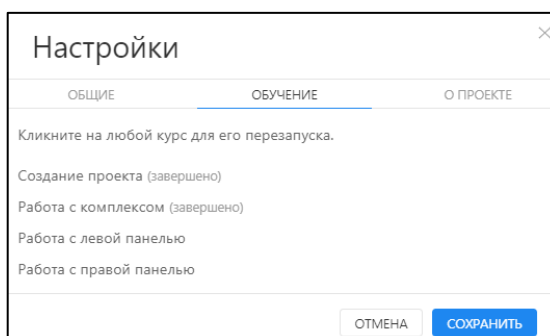 Настройки
ОБЩИЕ ОБУЧЕНИЕ О ПРОЕКТЕ
Кликните на любой курс для его перезапуска.
Создание проекта (завершено)
Работа с комплексом (завершено)
Работа с левой панелью
Работа с правой панелью
ОТМЕНА СОХРАНИТЬ